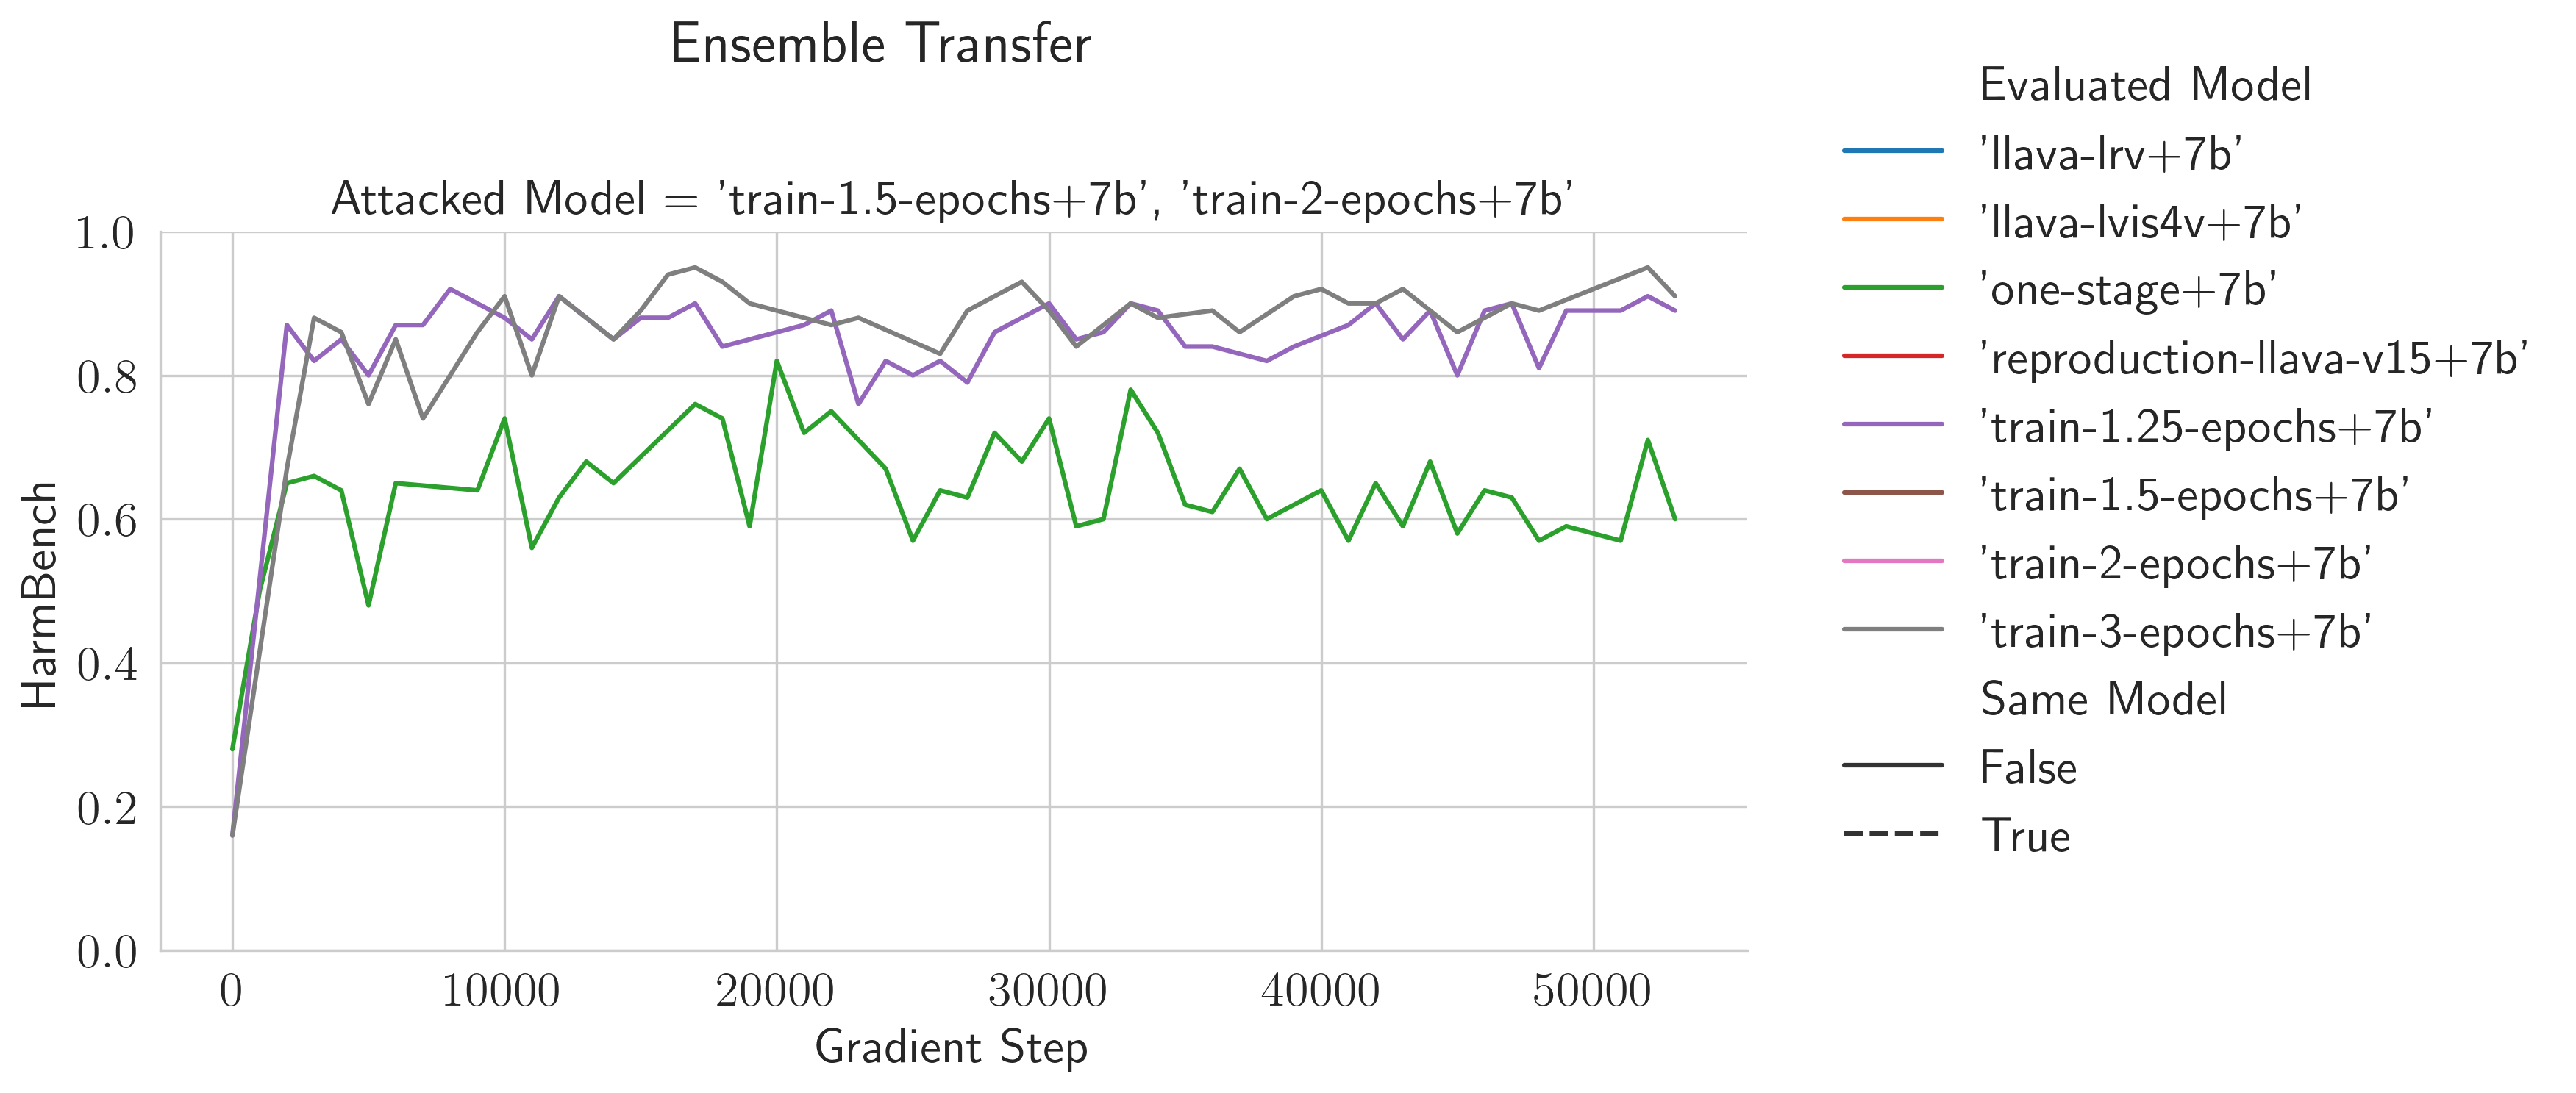 Ensemble Transfer
Attacked Model = 'train-1.5-epochs+7b', 'train-2-epochs+7b'
1.0
0.8
0.6
0.4
0.2
0.0
HarmBench
0 10000 20000 30000 40000 50000
Gradient Step
Evaluated Model
'llava-lrv+7b'
'llava-lvis4v+7b'
'one-stage+7b'
'reproduction-llava-v15+7b'
'train-1.25-epochs+7b'
'train-1.5-epochs+7b'
'train-2-epochs+7b'
'train-3-epochs+7b'
Same Model
False
True